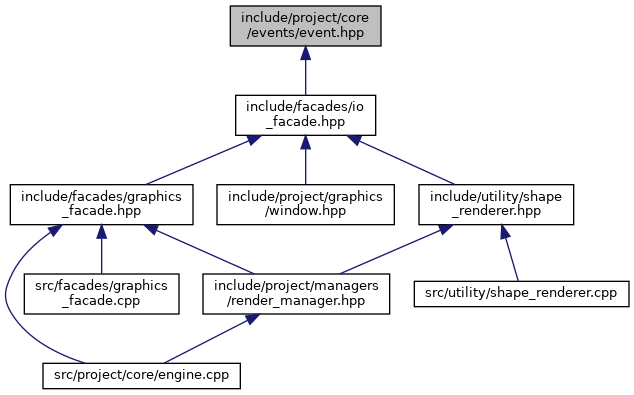 include/project/core
/events/event.hpp
include/facades/io
_facade.hpp
include/facades/graphics
_facade.hpp
include/project/graphics
/window.hpp
include/utility/shape
_renderer.hpp
src/facades/graphics
_facade.cpp
include/project/managers
/render_manager.hpp
src/utility/shape_renderer.cpp
src/project/core/engine.cpp